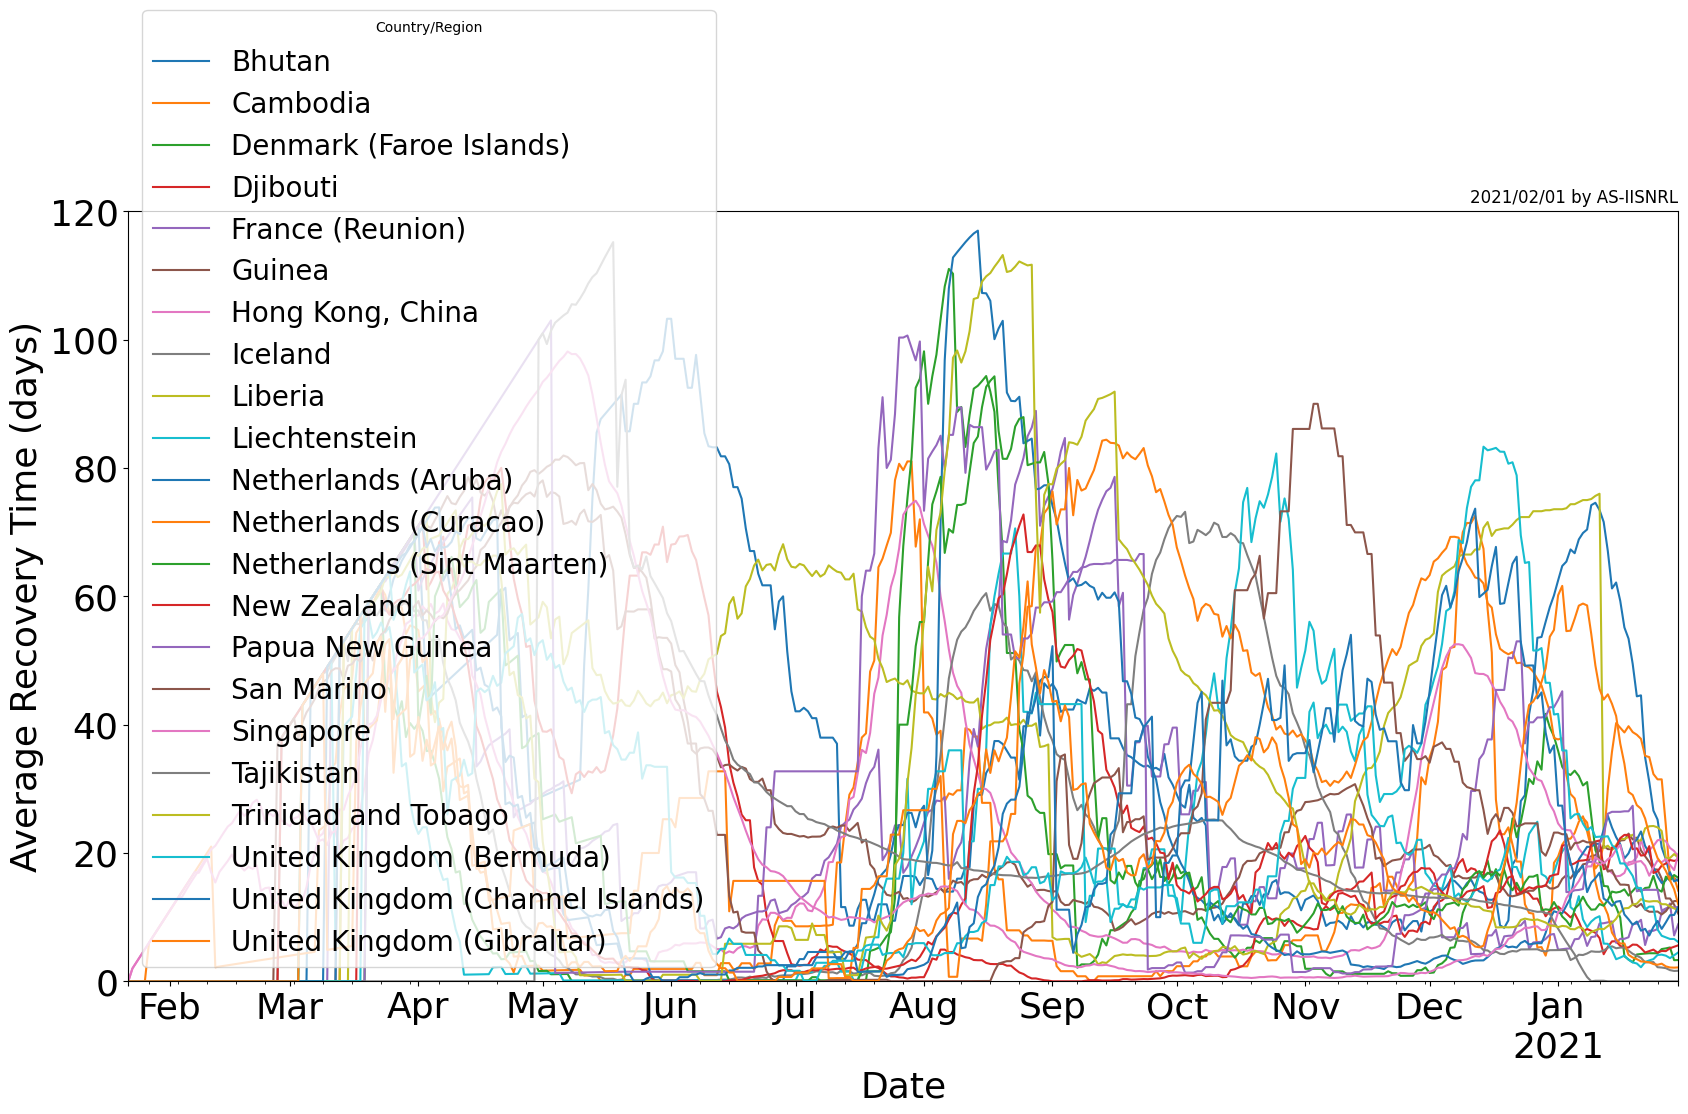 Country/Region
Bhutan
Cambodia
Denmark (Faroe Islands)
Djibouti
France (Reunion)
Guinea
Hong Kong, China
Iceland
Liberia
Liechtenstein
Netherlands (Aruba)
Netherlands (Curacao)
Netherlands (Sint Maarten)
New Zealand
Papua New Guinea
San Marino
Singapore
Tajikistan
Trinidad and Tobago
United Kingdom (Bermuda)
United Kingdom (Channel Islands)
United Kingdom (Gibraltar)
2021/02/01 by AS-IISNRL
Average Recovery Time (days)
120
100
80
60
40
20
0
Feb Mar Apr May Jun Jul Aug Sep Oct Nov Dec Jan
2021
Date